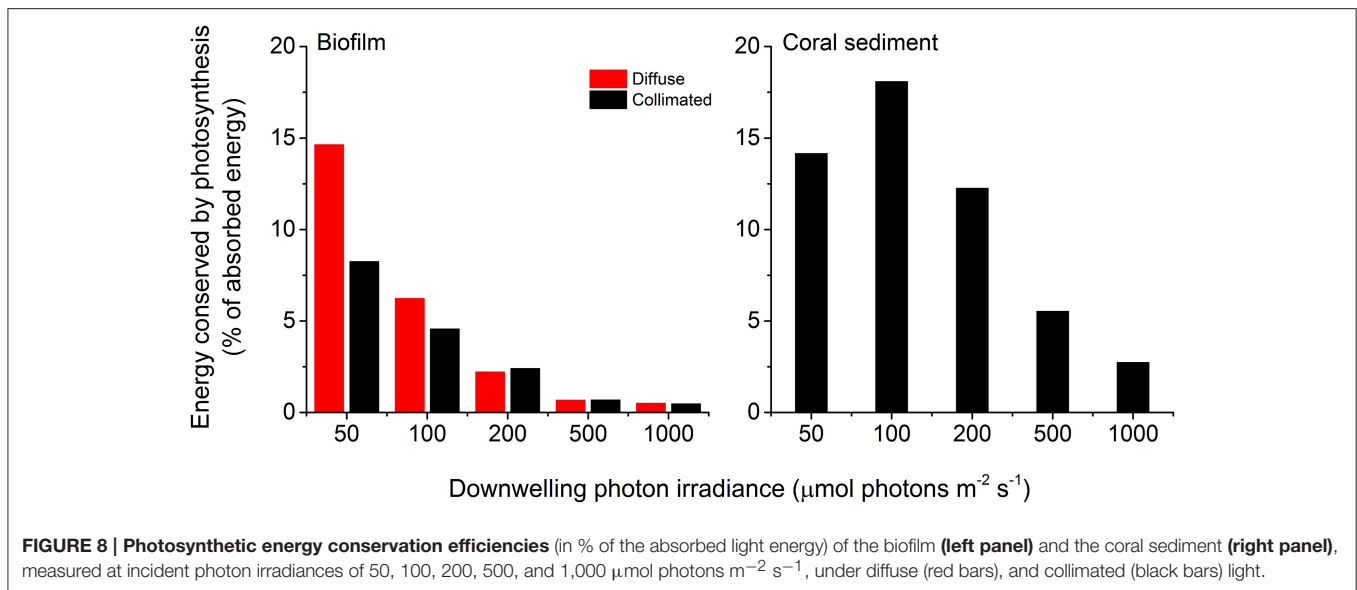 Energy conserved by photosynthesis
(% of absorbed energy)
Biofilm
Diffuse
Collimated
20
15
10
5
0
50 100 200 500 1000
Coral sediment
20
15
10
5
0
50 100 200 500 1000
Downwelling photon irradiance (μmol photons m⁻² s⁻¹)
FIGURE 8 | Photosynthetic energy conservation efficiencies (in % of the absorbed light energy) of the biofilm (left panel) and the coral sediment (right panel),
measured at incident photon irradiances of 50, 100, 200, 500, and 1,000 μmol photons m⁻² s⁻¹, under diffuse (red bars), and collimated (black bars) light.